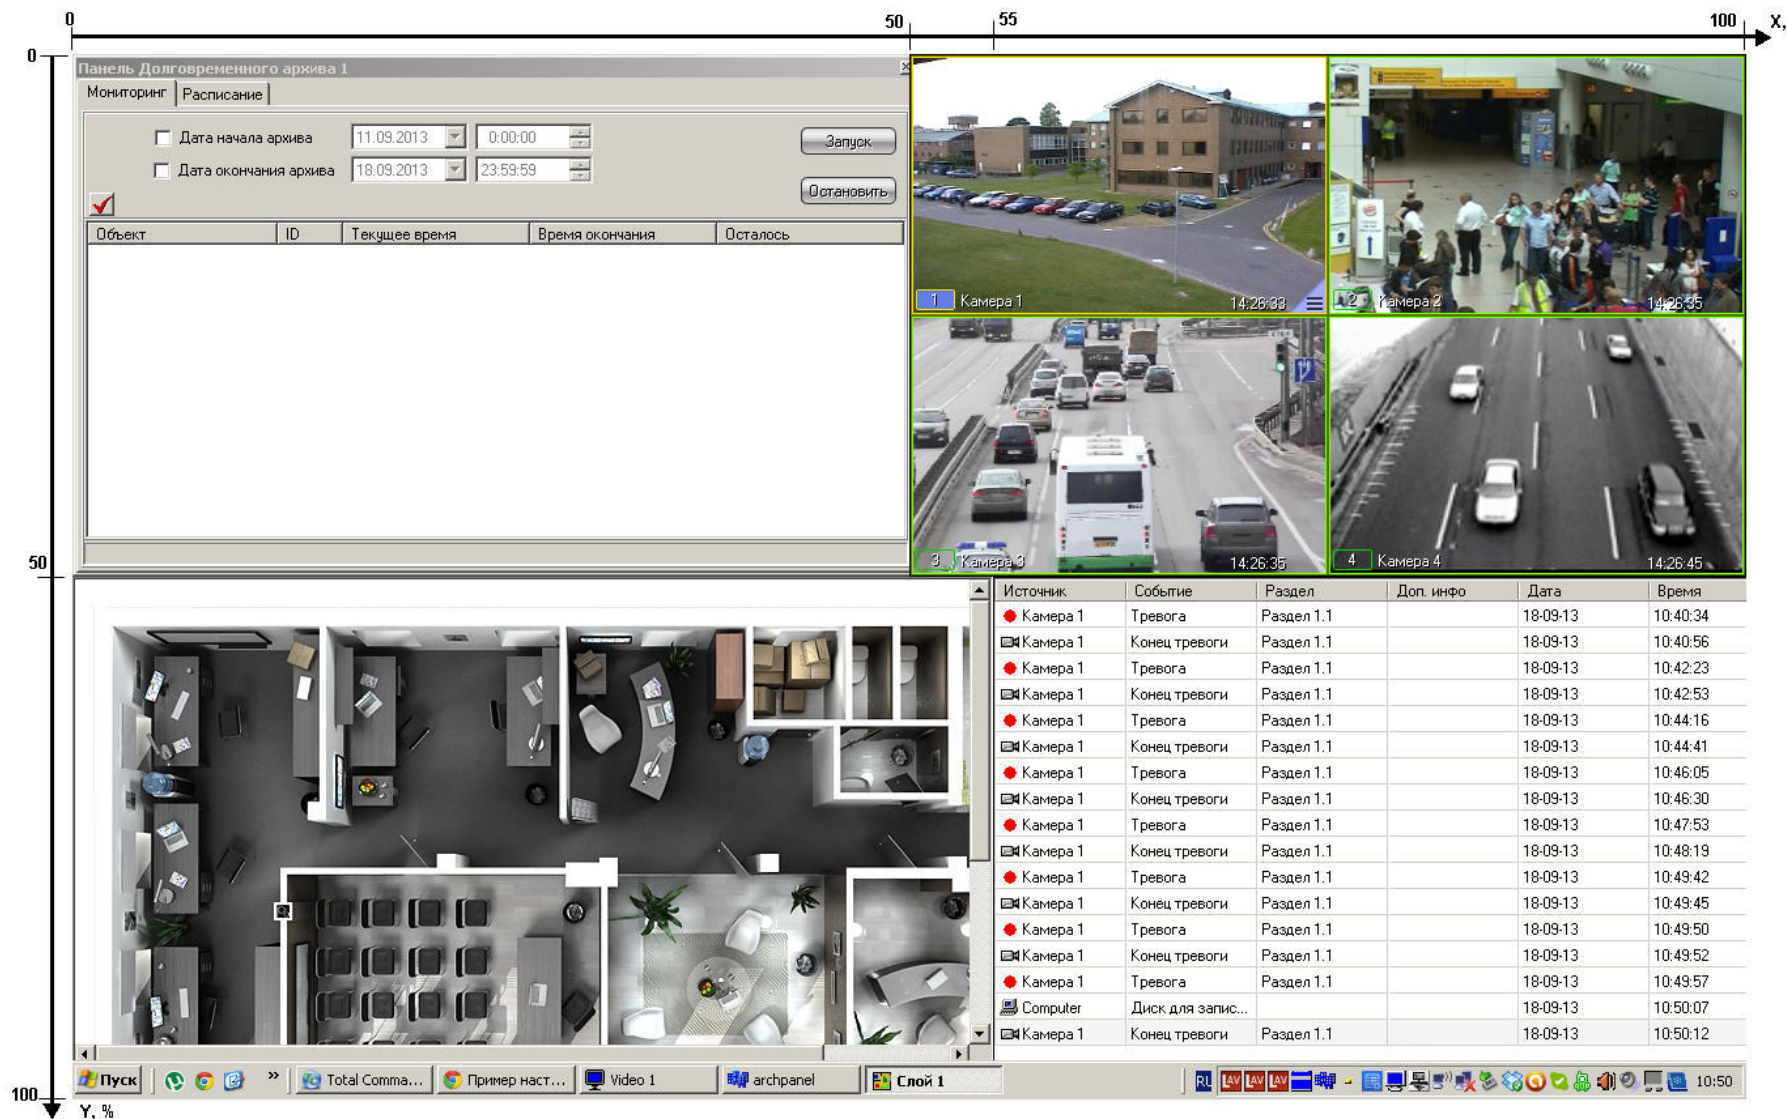 0
50
55
100
X,
0
Панель Долговременного архива 1
Мониторинг Расписание
Дата начала архива 11.09.2013 0:00:00 Запуск
Дата окончания архива 18.09.2013 23:59:59
Остановить
Объект ID Текущее время Время окончания Осталось
1 Камера 1 14:26:33
2 Камера 2 14:26:35
3 Камера 3 14:26:35
4 Камера 4 14:26:45
50
Источник Событие Раздел Доп. инфо Дата Время
Камера 1 Тревога Раздел 1.1 18-09-13 10:40:34
Камера 1 Конец тревоги Раздел 1.1 18-09-13 10:40:56
Камера 1 Тревога Раздел 1.1 18-09-13 10:42:23
Камера 1 Конец тревоги Раздел 1.1 18-09-13 10:42:53
Камера 1 Тревога Раздел 1.1 18-09-13 10:44:16
Камера 1 Конец тревоги Раздел 1.1 18-09-13 10:44:41
Камера 1 Тревога Раздел 1.1 18-09-13 10:46:05
Камера 1 Конец тревоги Раздел 1.1 18-09-13 10:46:30
Камера 1 Тревога Раздел 1.1 18-09-13 10:47:53
Камера 1 Конец тревоги Раздел 1.1 18-09-13 10:48:19
Камера 1 Тревога Раздел 1.1 18-09-13 10:49:42
Камера 1 Конец тревоги Раздел 1.1 18-09-13 10:49:45
Камера 1 Тревога Раздел 1.1 18-09-13 10:49:50
Камера 1 Конец тревоги Раздел 1.1 18-09-13 10:49:52
Камера 1 Тревога Раздел 1.1 18-09-13 10:49:57
Computer Диск для запис... 18-09-13 10:50:07
Камера 1 Конец тревоги Раздел 1.1 18-09-13 10:50:12
Пуск » Total Comma... Пример наст... Video 1 archpanel Слой 1 RU LAV LAV LAV 10:50
100
Y, %